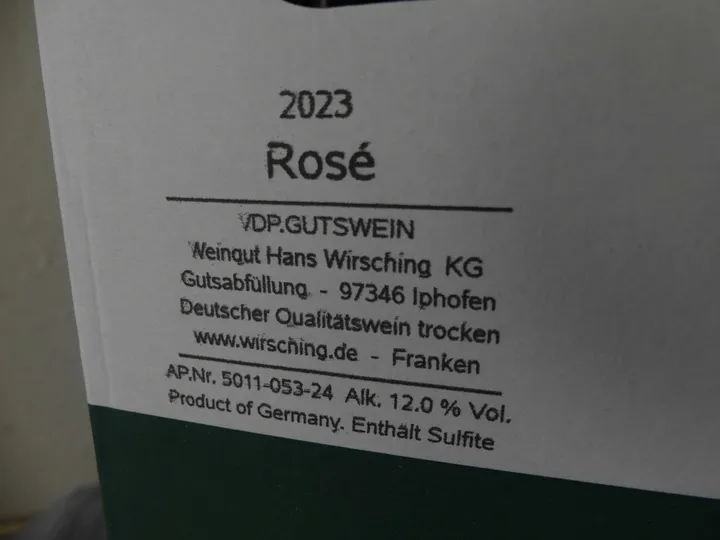 2023
Rosé
VDP.GUTSWEIN
Weingut Hans Wirsching KG
Gutsabfüllung - 97346 Iphofen
Deutscher Qualitätswein trocken
www.wirsching.de - Franken
AP.Nr. 5011-053-24 Alk. 12.0 % Vol.
Product of Germany. Enthält Sulfite